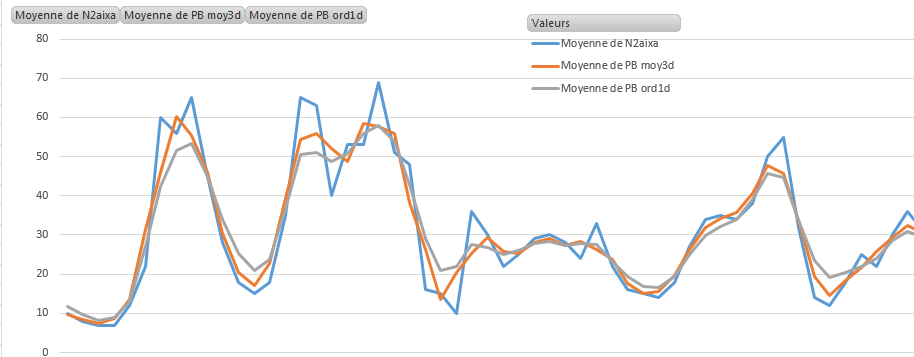 Moyenne de N2aixa Moyenne de PB moy3d Moyenne de PB ord1d
Valeurs
Moyenne de N2aixa
Moyenne de PB moy3d
Moyenne de PB ord1d
80
70
60
50
40
30
20
10
0